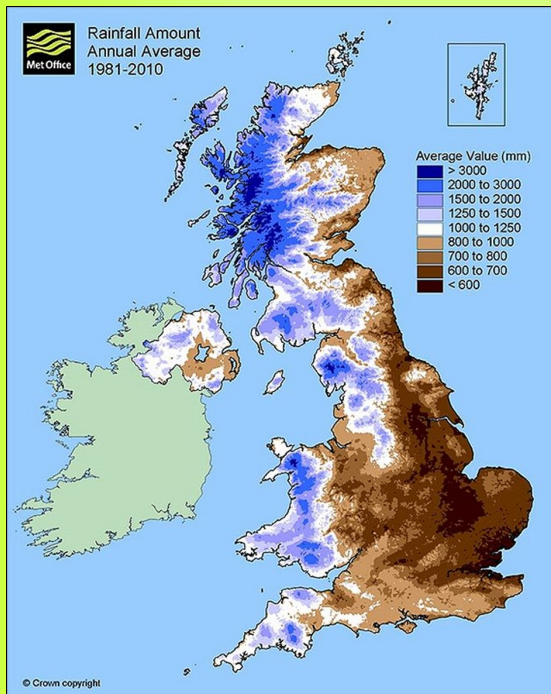 Met Office
Rainfall Amount
Annual Average
1981-2010
Average Value (mm)
> 3000
2000 to 3000
1500 to 2000
1250 to 1500
1000 to 1250
800 to 1000
700 to 800
600 to 700
< 600
© Crown copyright